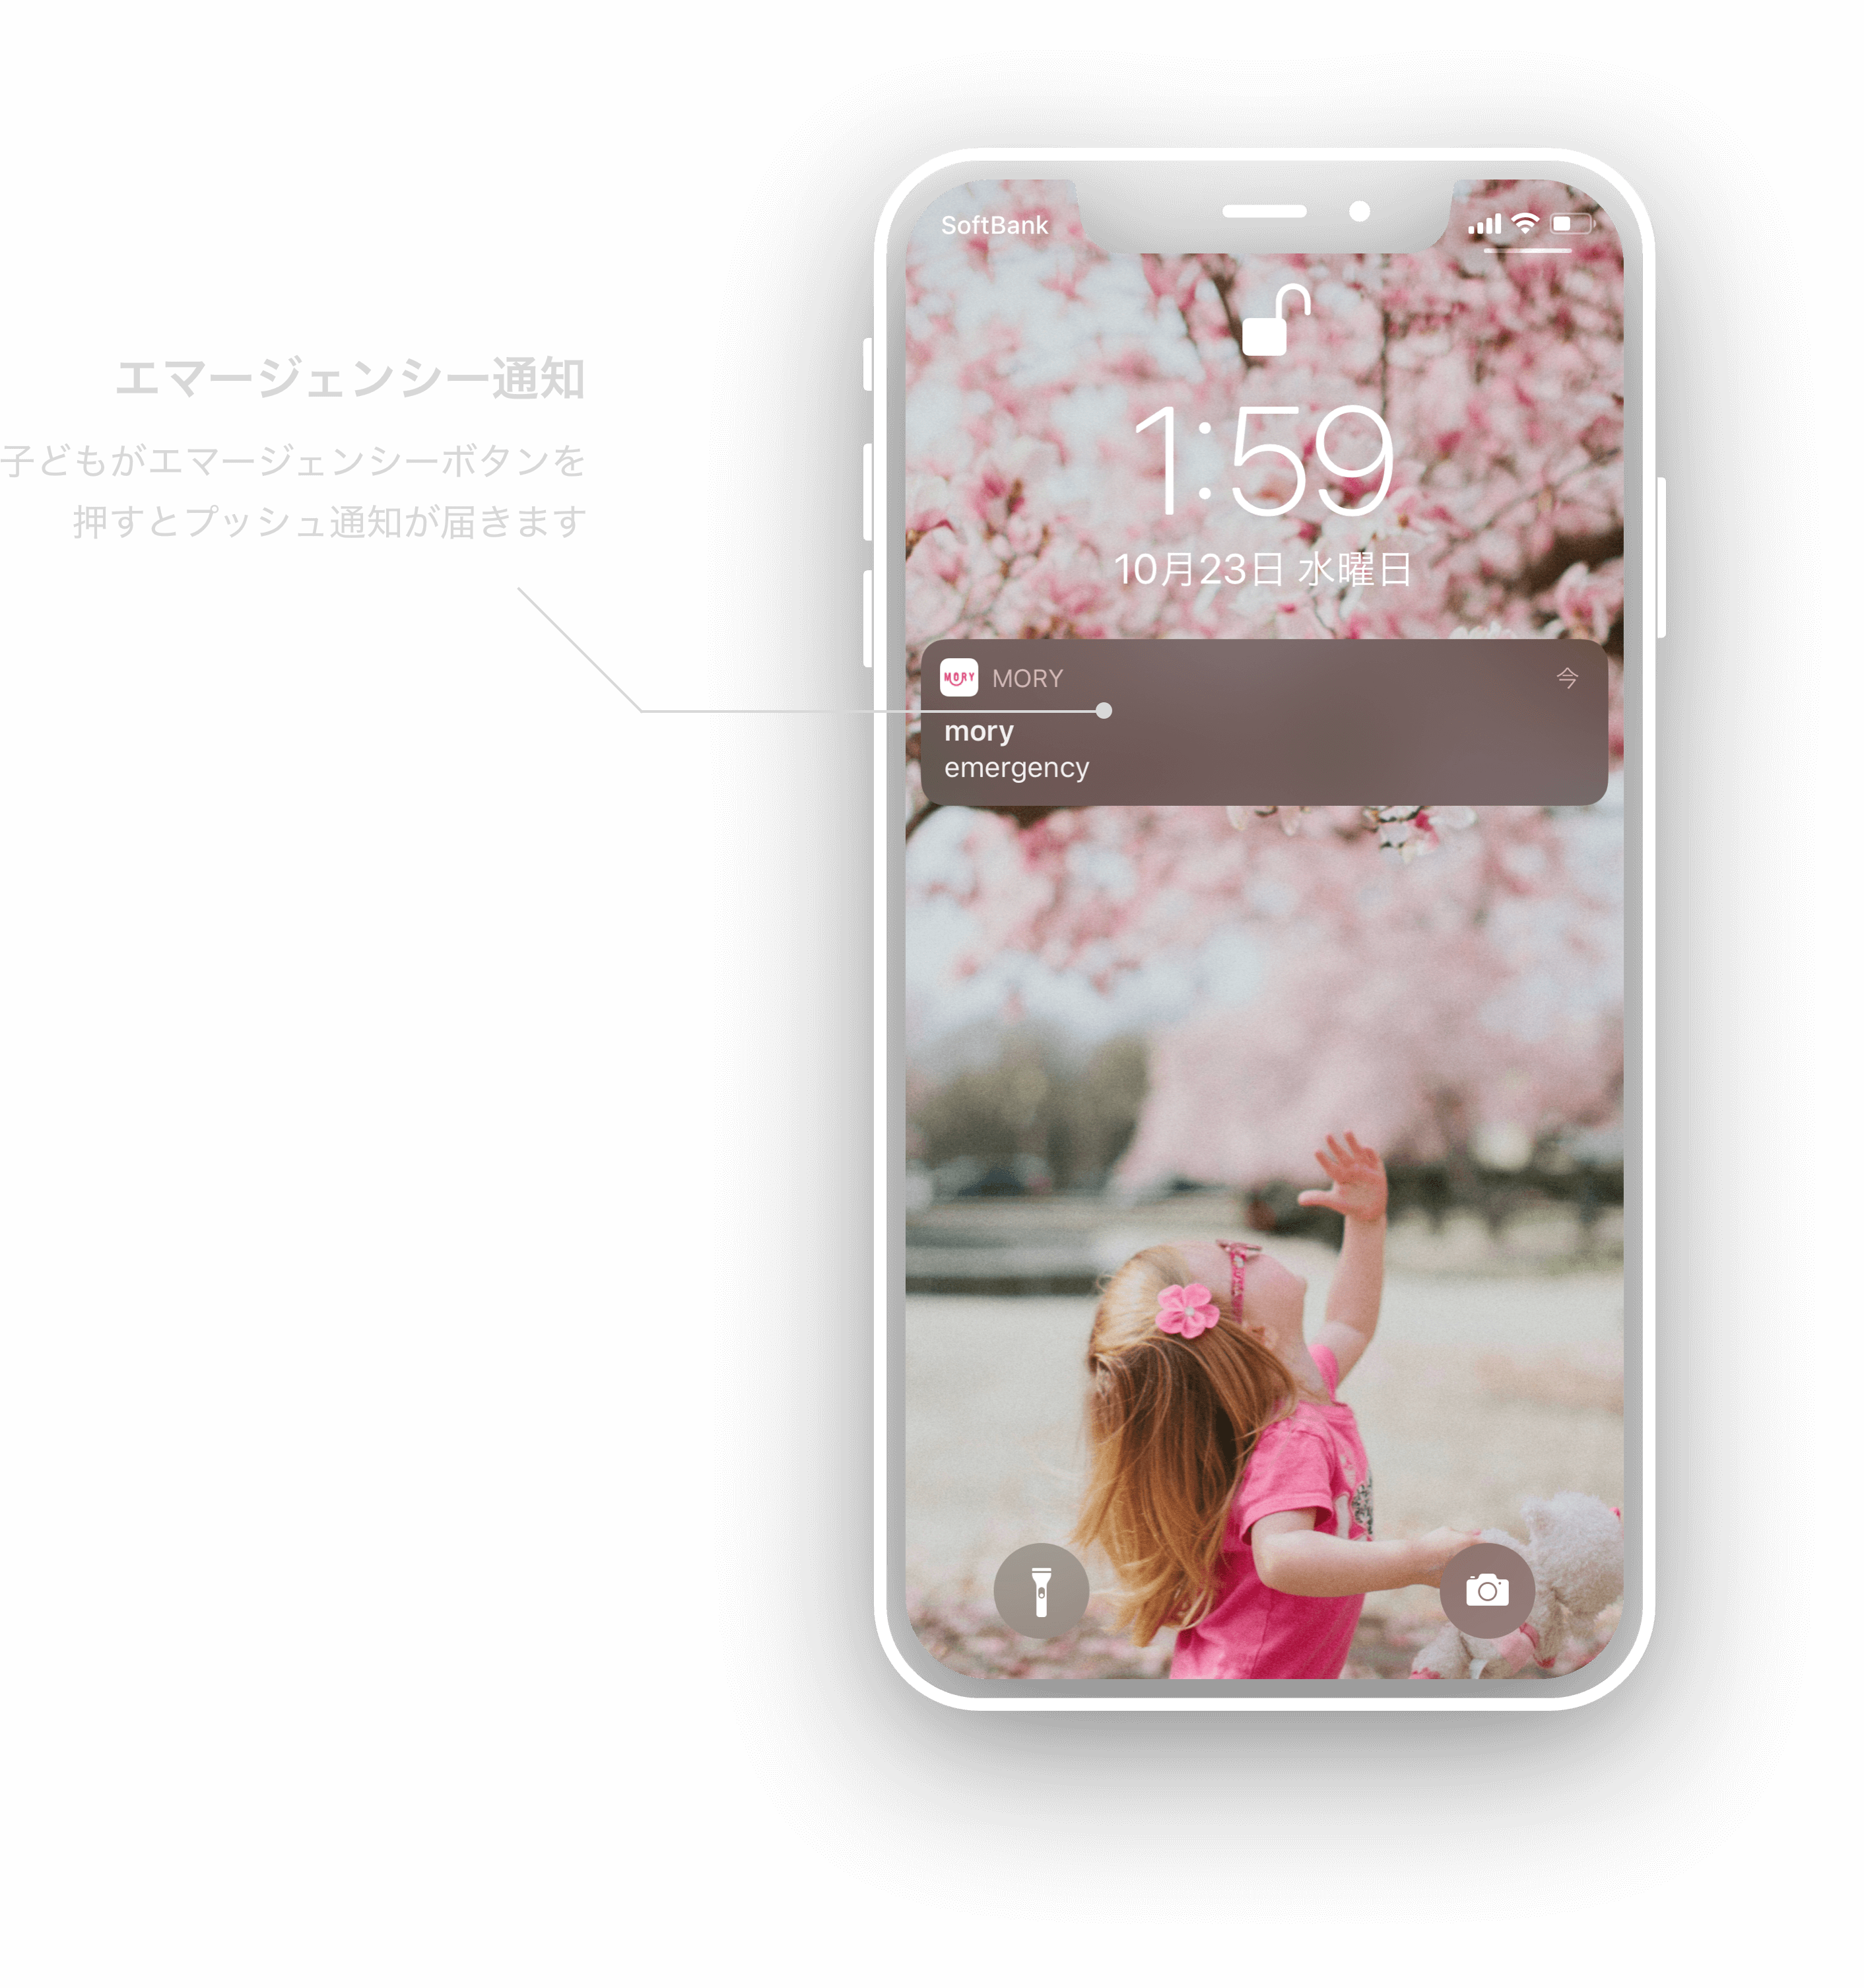 エマージェンシー通知
子どもがエマージェンシーボタンを
押すとプッシュ通知が届きます
SoftBank
1:59
10月23日 水曜日
MORY
MORY
今
mory
emergency